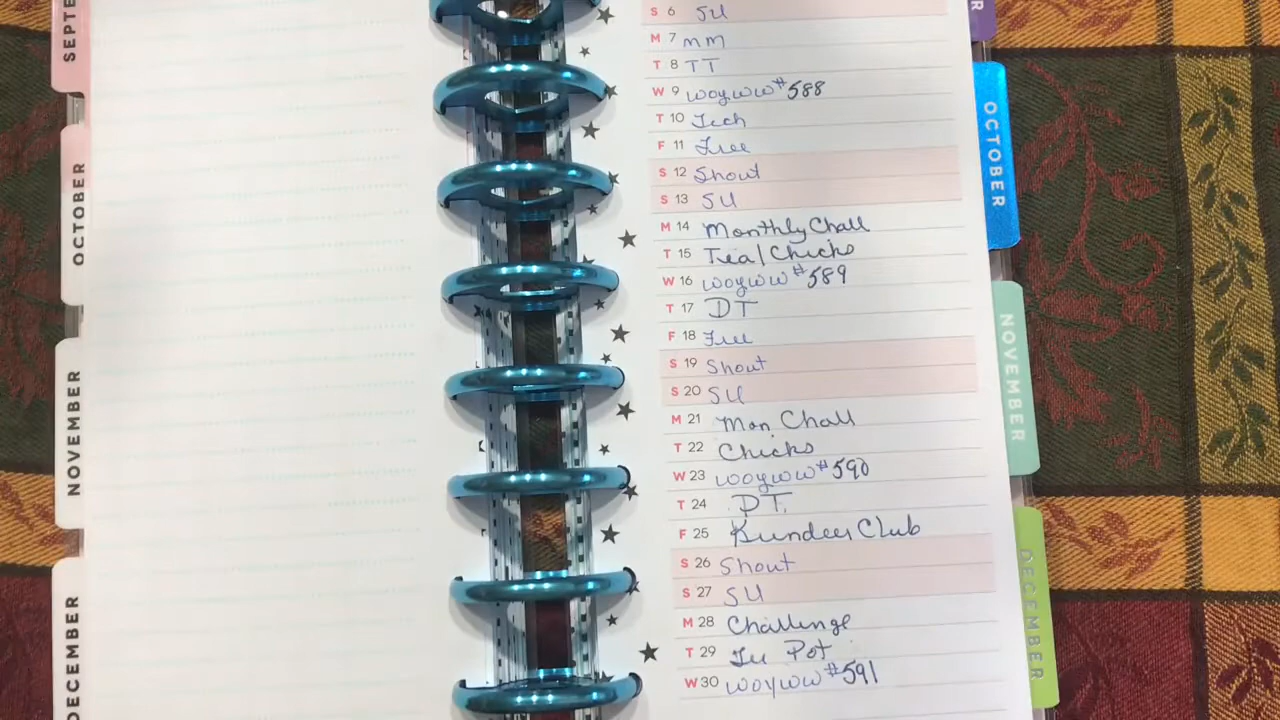 SEPT
OCTOBER
NOVEMBER
DECEMBER
S 6 SU
M 7 MM
T 8 TT
W 9 woyww #588
T 10 Tech
F 11 Free
S 12 Shout
S 13 SU
M 14 Monthly Chall
T 15 Tea/Chicks
W 16 woyww #589
T 17 DT
F 18 Free
S 19 Shout
S 20 SU
M 21 Mon Chall
T 22 Chicks
W 23 woyww #590
T 24 DT.
F 25 Club
S 26 Shout
S 27 SU
M 28 Challenge
T 29 Pot
W 30 woyww #591
R
OCTOBER
NOVEMBER
DECEMBER